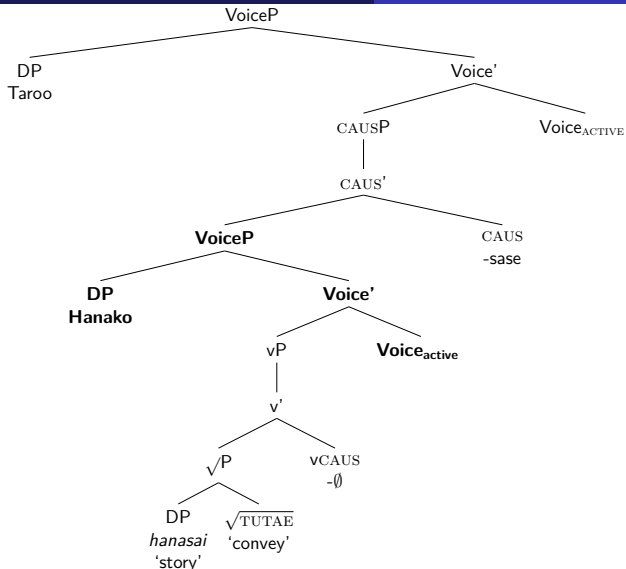 VoiceP
DP
Taroo
Voice'
CAUSP
Voice_ACTIVE
CAUS'
VoiceP
CAUS
-sase
DP
Hanako
Voice'
vP
Voice_active
v'
√P
vCAUS
-∅
DP
hanasai
'story'
√TUTAE
'convey'